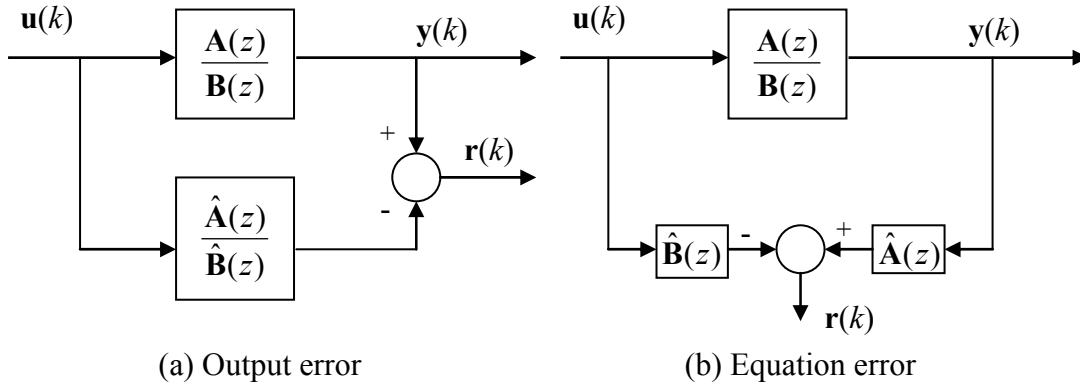 u(k)
A(z)
B(z)
y(k)
+
r(k)
-
Â(z)
B̂(z)
(a) Output error
u(k)
A(z)
B(z)
y(k)
B̂(z)
-
+
Â(z)
r(k)
(b) Equation error